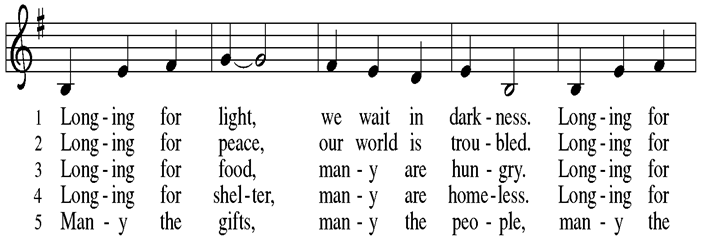 1 Long - ing for light, we wait in dark - ness. Long - ing for
2 Long - ing for peace, our world is trou - bled. Long - ing for
3 Long - ing for food, man - y are hun - gry. Long - ing for
4 Long - ing for shel - ter, man - y are home - less. Long - ing for
5 Man - y the gifts, man - y the peo - ple, man - y the